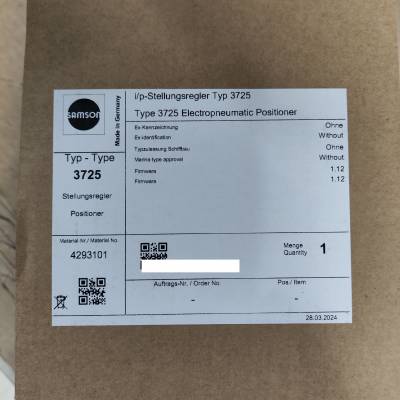 SAMSON
Made in Germany
i/p-Stellungsregler Typ 3725
Type 3725 Electropneumatic Positioner
Typ - Type
3725
Stellungsregler
Positioner
Ex-Kennzeichnung Ohne
Ex-identification Without
Typzulassung Schiffbau Ohne
Marine type approval Without
Firmware 1.12
Firmware 1.12
Material Nr./ Material No.
4293101
Menge
Quantity 1
Auftrags-Nr. / Order No. Pos / Item
- -
28.03.2024